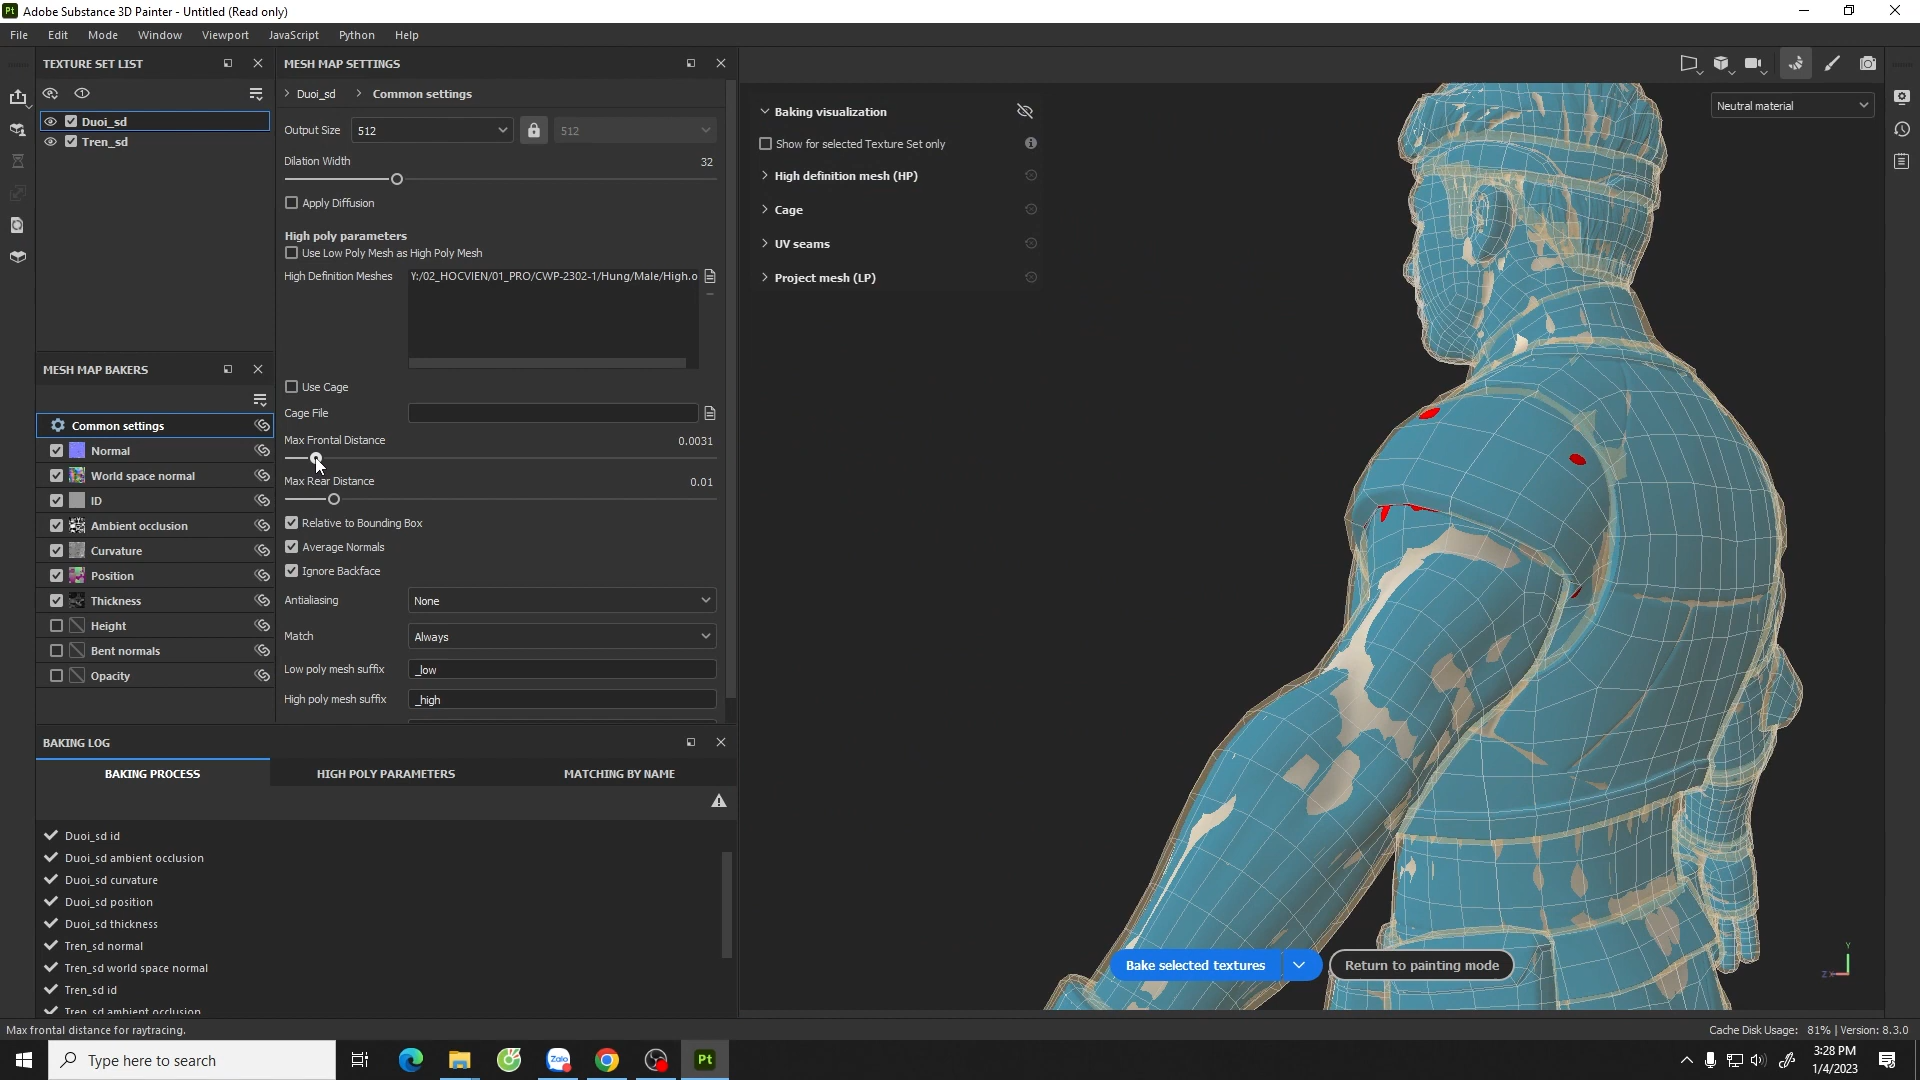 Adobe Substance 3D Painter - Untitled (Read only)
File Edit Mode Window Viewport JavaScript Python Help
TEXTURE SET LIST
Duoi_sd
Tren_sd
MESH MAP BAKERS
Common settings
Normal
World space normal
ID
Ambient occlusion
Curvature
Position
Thickness
Height
Bent normals
Opacity
MESH MAP SETTINGS
Duoi_sd Common settings
Output Size 512 512
Dilation Width 32
Apply Diffusion
High poly parameters
Use Low Poly Mesh as High Poly Mesh
High Definition Meshes Y:/02_HOCVIEN/01_PRO/CWP-2302-1/Hung/Male/High.o
Use Cage
Cage File
Max Frontal Distance 0.0031
Max Rear Distance 0.01
Relative to Bounding Box
Average Normals
Ignore Backface
Antialiasing None
Match Always
Low poly mesh suffix _low
High poly mesh suffix _high
BAKING LOG
BAKING PROCESS HIGH POLY PARAMETERS MATCHING BY NAME
Duoi_sd id
Duoi_sd ambient occlusion
Duoi_sd curvature
Duoi_sd position
Duoi_sd thickness
Tren_sd normal
Tren_sd world space normal
Tren_sd id
Tren_sd ambient occlusion
Baking visualization
Show for selected Texture Set only
High definition mesh (HP)
Cage
UV seams
Project mesh (LP)
Neutral material
Bake selected textures
Return to painting mode
Y
Z
Max frontal distance for raytracing.
Cache Disk Usage: 81% | Version: 8.3.0
Type here to search
Zalo
Pt
3:28 PM
1/4/2023